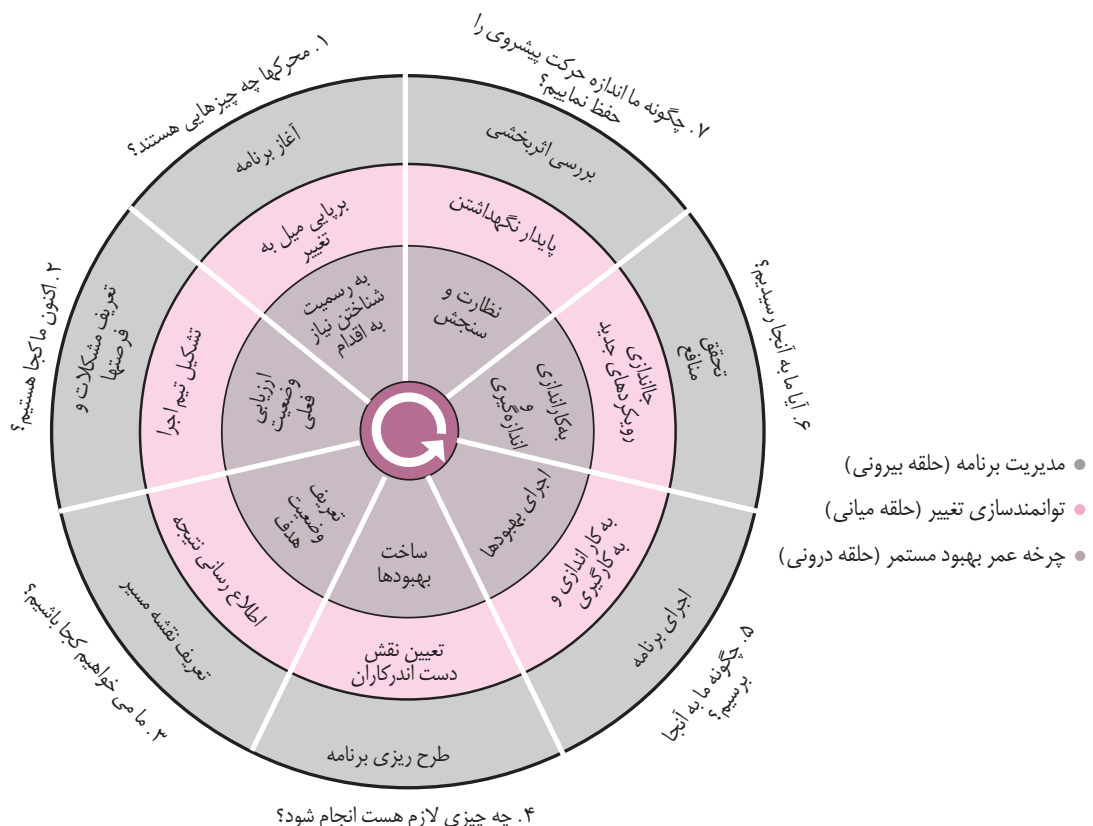 ۱. محرکها چه چیزهایی هستند؟
آغاز برنامه
برپایی میل به
تغییر
به رسمیت
شناختن نیاز
به اقدام
۲. اکنون ما کجا هستیم؟
تعریف مشکلات و
فرصتها
تشکیل تیم اجرا
ارزیابی
وضعیت
فعلی
۳. ما می خواهیم کجا باشیم؟
تعریف نقشه مسیر
اطلاع رسانی نتیجه
تعریف
وضعیت
هدف
۴. چه چیزی لازم هست انجام شود؟
طرح ریزی برنامه
تعیین نقش
دست اندرکاران
ساخت
بهبودها
۵. چگونه ما به آنجا
برسیم؟
اجرای برنامه
به کار اندازی و
به کارگیری
اجرای بهبودها
۶. آیا ما به آنجا رسیدیم؟
تحقق
منافع
جااندازی
رویکردهای جدید
به‌کاراندازی
و
اندازه‌گیری
۷. چگونه ما اندازه حرکت پیشروی را
حفظ نماییم؟
بررسی اثربخشی
پایدار نگهداشتن
نظارت و
سنجش
مدیریت برنامه (حلقه بیرونی)
توانمندسازی تغییر (حلقه میانی)
چرخه عمر بهبود مستمر (حلقه درونی)